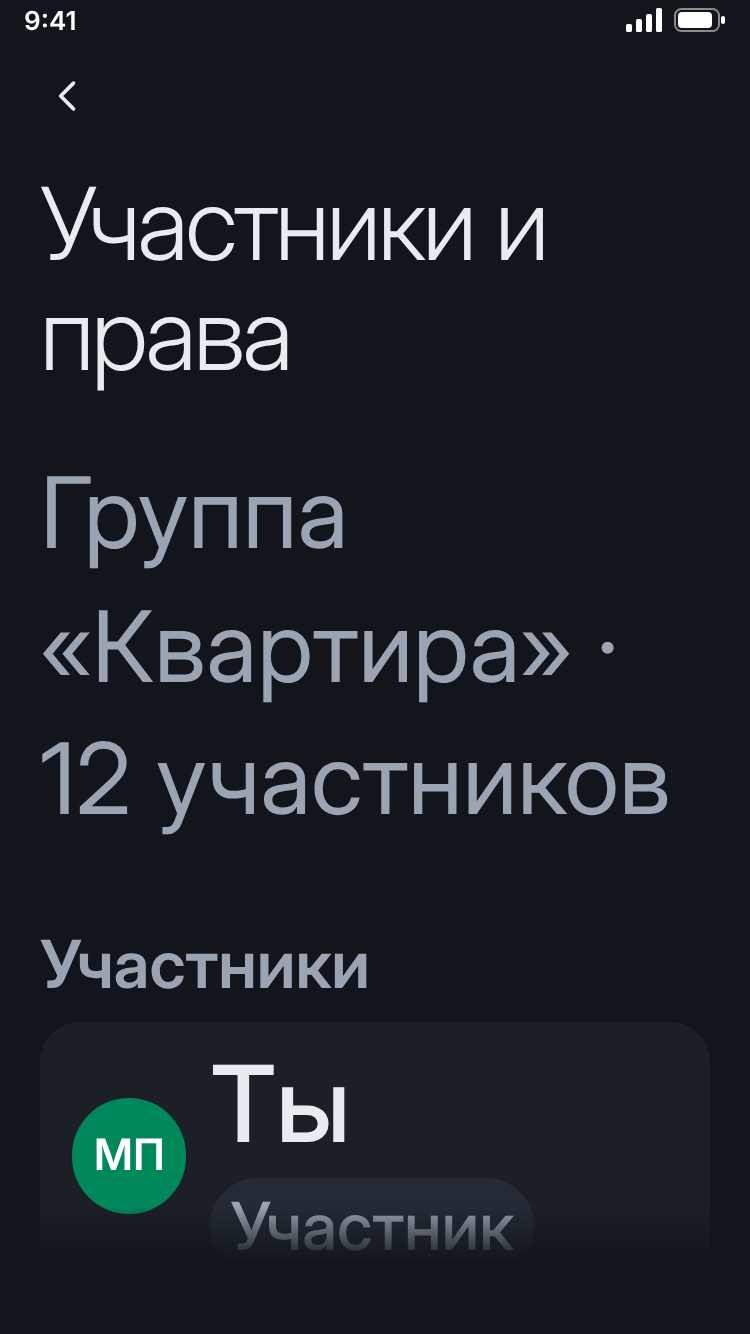 9:41
Участники и
права
Группа
«Квартира» ·
12 участников
Участники
Ты
МП
Участник